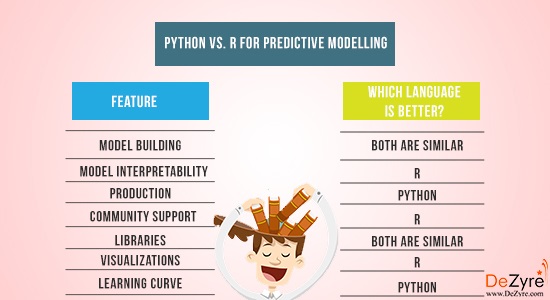 PYTHON VS. R FOR PREDICTIVE MODELLING
FEATURE
WHICH LANGUAGE
IS BETTER?
MODEL BUILDING
BOTH ARE SIMILAR
MODEL INTERPRETABILITY
R
PRODUCTION
PYTHON
COMMUNITY SUPPORT
R
LIBRARIES
BOTH ARE SIMILAR
VISUALIZATIONS
R
LEARNING CURVE
PYTHON
DeZyre
www.DeZyre.com